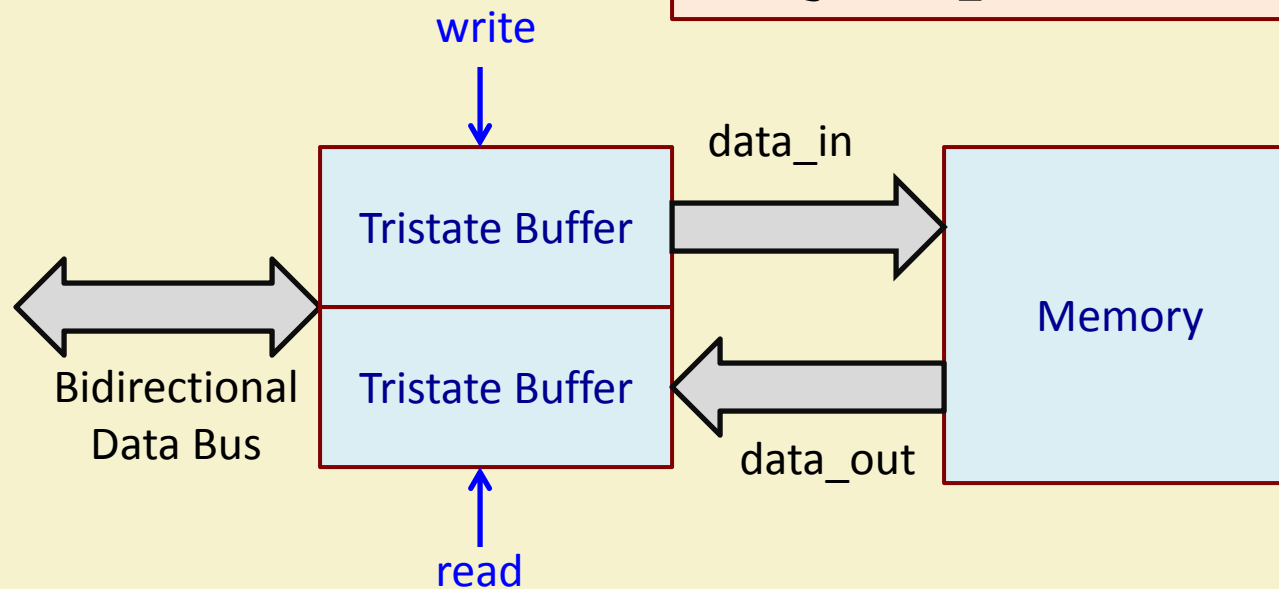 write
data_in
Tristate Buffer
Memory
Bidirectional
Data Bus
Tristate Buffer
data_out
read